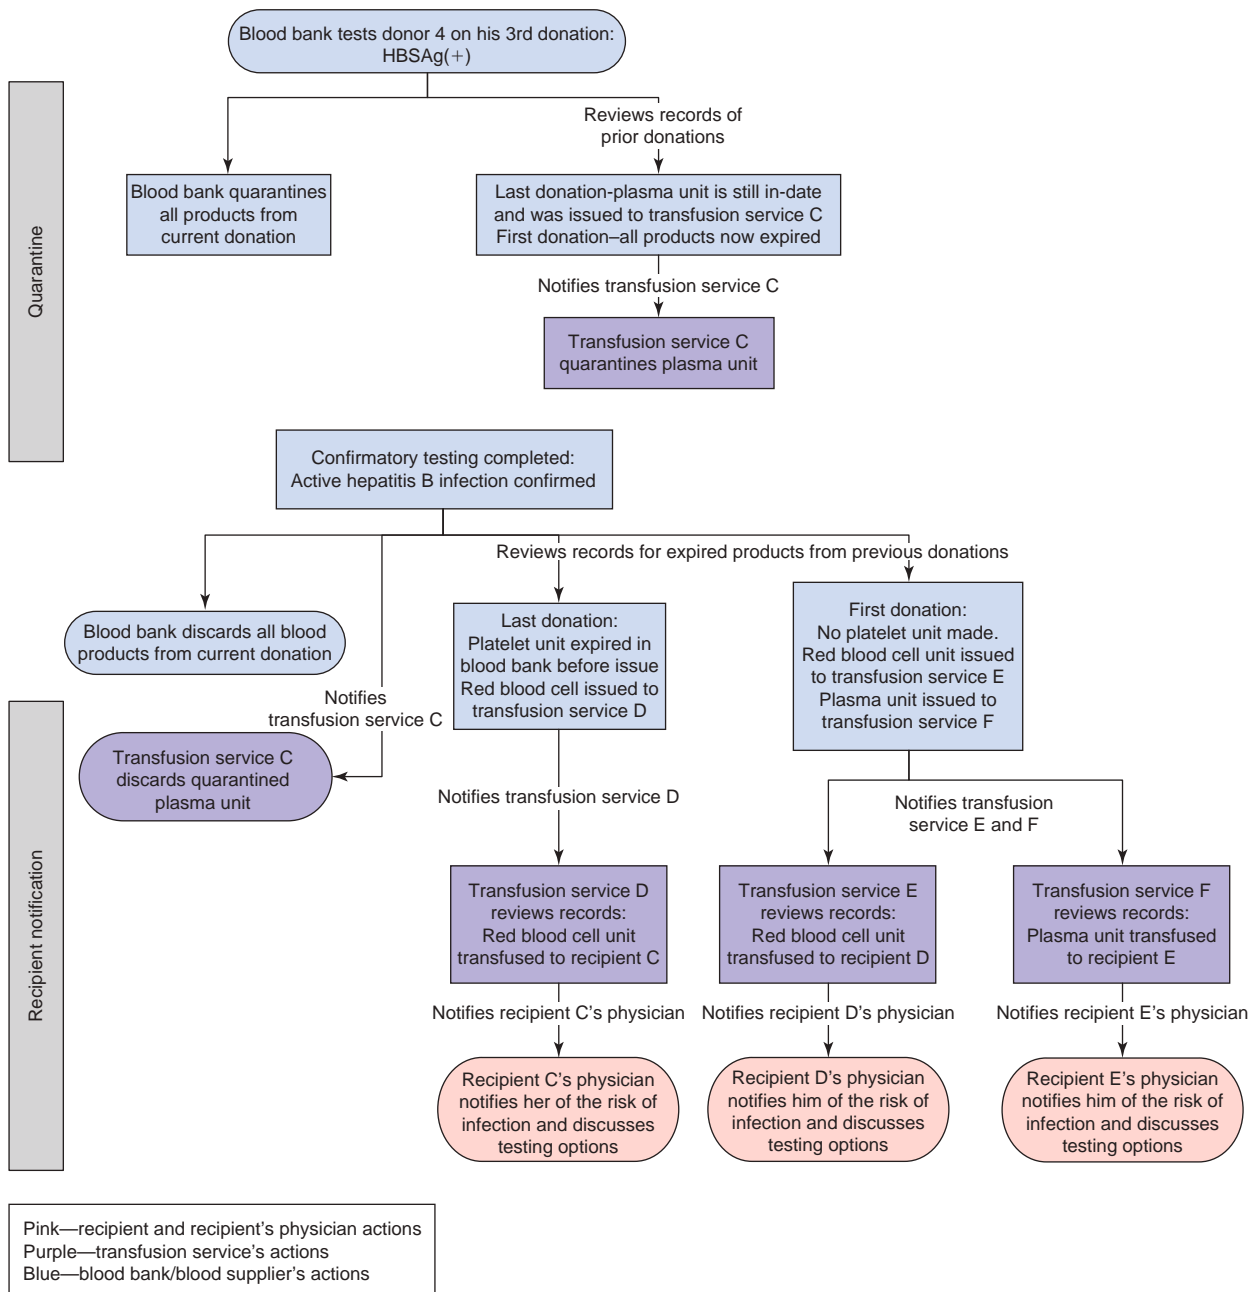 Blood bank tests donor 4 on his 3rd donation:
HBSAg(+)
Quarantine
Reviews records of
prior donations
Blood bank quarantines
all products from
current donation
Last donation-plasma unit is still in-date
and was issued to transfusion service C
First donation–all products now expired
Notifies transfusion service C
Transfusion service C
quarantines plasma unit
Confirmatory testing completed:
Active hepatitis B infection confirmed
Reviews records for expired products from previous donations
Blood bank discards all blood
products from current donation
Last donation:
Platelet unit expired in
blood bank before issue
Red blood cell issued to
transfusion service D
First donation:
No platelet unit made.
Red blood cell unit issued
to transfusion service E
Plasma unit issued to
transfusion service F
Recipient notification
Notifies
transfusion service C
Transfusion service C
discards quarantined
plasma unit
Notifies transfusion service D
Notifies transfusion
service E and F
Transfusion service D
reviews records:
Red blood cell unit
transfused to recipient C
Transfusion service E
reviews records:
Red blood cell unit
transfused to recipient D
Transfusion service F
reviews records:
Plasma unit transfused
to recipient E
Notifies recipient C's physician
Notifies recipient D's physician
Notifies recipient E's physician
Recipient C's physician
notifies her of the risk of
infection and discusses
testing options
Recipient D's physician
notifies him of the risk of
infection and discusses
testing options
Recipient E's physician
notifies him of the risk of
infection and discusses
testing options
Pink—recipient and recipient's physician actions
Purple—transfusion service's actions
Blue—blood bank/blood supplier's actions